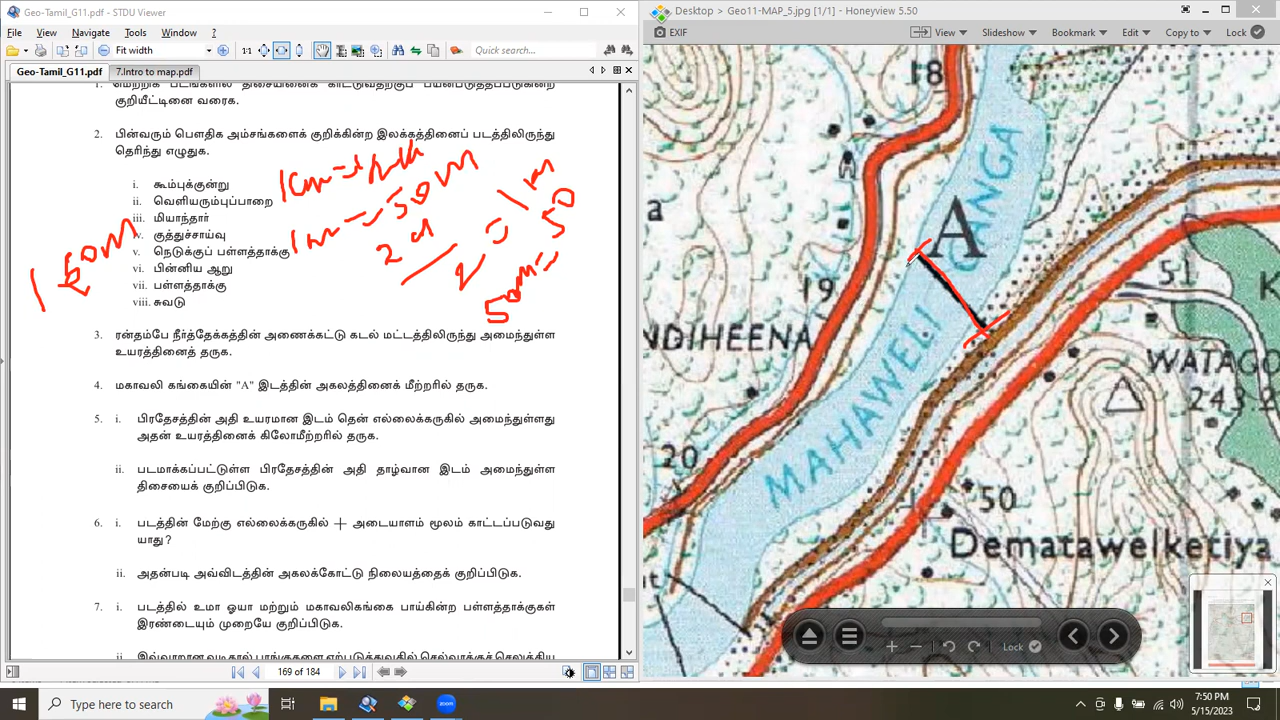 Geo-Tamil_G11.pdf - STDU Viewer
File View Navigate Tools Window
Fit width
1:1
Quick search...
Geo-Tamil_G11.pdf
7.Intro to map.pdf
குறியீட்டினை வரைக.
2. பின்வரும் பௌதிக அம்சங்களைக் குறிக்கின்ற இலக்கத்தினைப் படத்திலிருந்து
தெரிந்து எழுதுக.
i. கூம்புக்குன்று
ii. வெளியரும்புப்பாறை
iii. மியாந்தர்
iv. குத்துச்சாய்வு
v. நெடுக்குப் பள்ளத்தாக்கு
vi. பின்னிய ஆறு
vii. பள்ளத்தாக்கு
viii. சுவடு
3. ரன்தம்பே நீர்த்தேக்கத்தின் அணைக்கட்டு கடல் மட்டத்திலிருந்து அமைந்துள்ள
உயரத்தினைத் தருக.
4. மகாவலி கங்கையின் "A" இடத்தின் அகலத்தினைக் மீற்றரில் தருக.
5. i. பிரதேசத்தின் அதி உயரமான இடம் தென் எல்லைக்கருகில் அமைந்துள்ளது
அதன் உயரத்தினைக் கிலோமீற்றரில் தருக.
ii. படமாக்கப்பட்டுள்ள பிரதேசத்தின் அதி தாழ்வான இடம் அமைந்துள்ள
திசையைக் குறிப்பிடுக.
6. i. படத்தின் மேற்கு எல்லைக்கருகில் + அடையாளம் மூலம் காட்டப்படுவது
யாது?
ii. அதன்படி அவ்விடத்தின் அகலக்கோட்டு நிலையத்தைக் குறிப்பிடுக.
7. i. படத்தில் உமா ஓயா மற்றும் மகாவலிகங்கை பாய்கின்ற பள்ளத்தாக்குகள்
இரண்டையும் முறையே குறிப்பிடுக.
50m
169 of 184
Desktop > Geo11-MAP_5.jpg [1/1] - Honeyview 5.50
EXIF
View Slideshow Bookmark Edit Copy to Lock
18
GANGA
A
19
51
NDIHEENA
K
WATAGO
243.2
MAHAWELI
20
50
Dematawelketiya
Lock
Type here to search
7:50 PM
5/15/2023